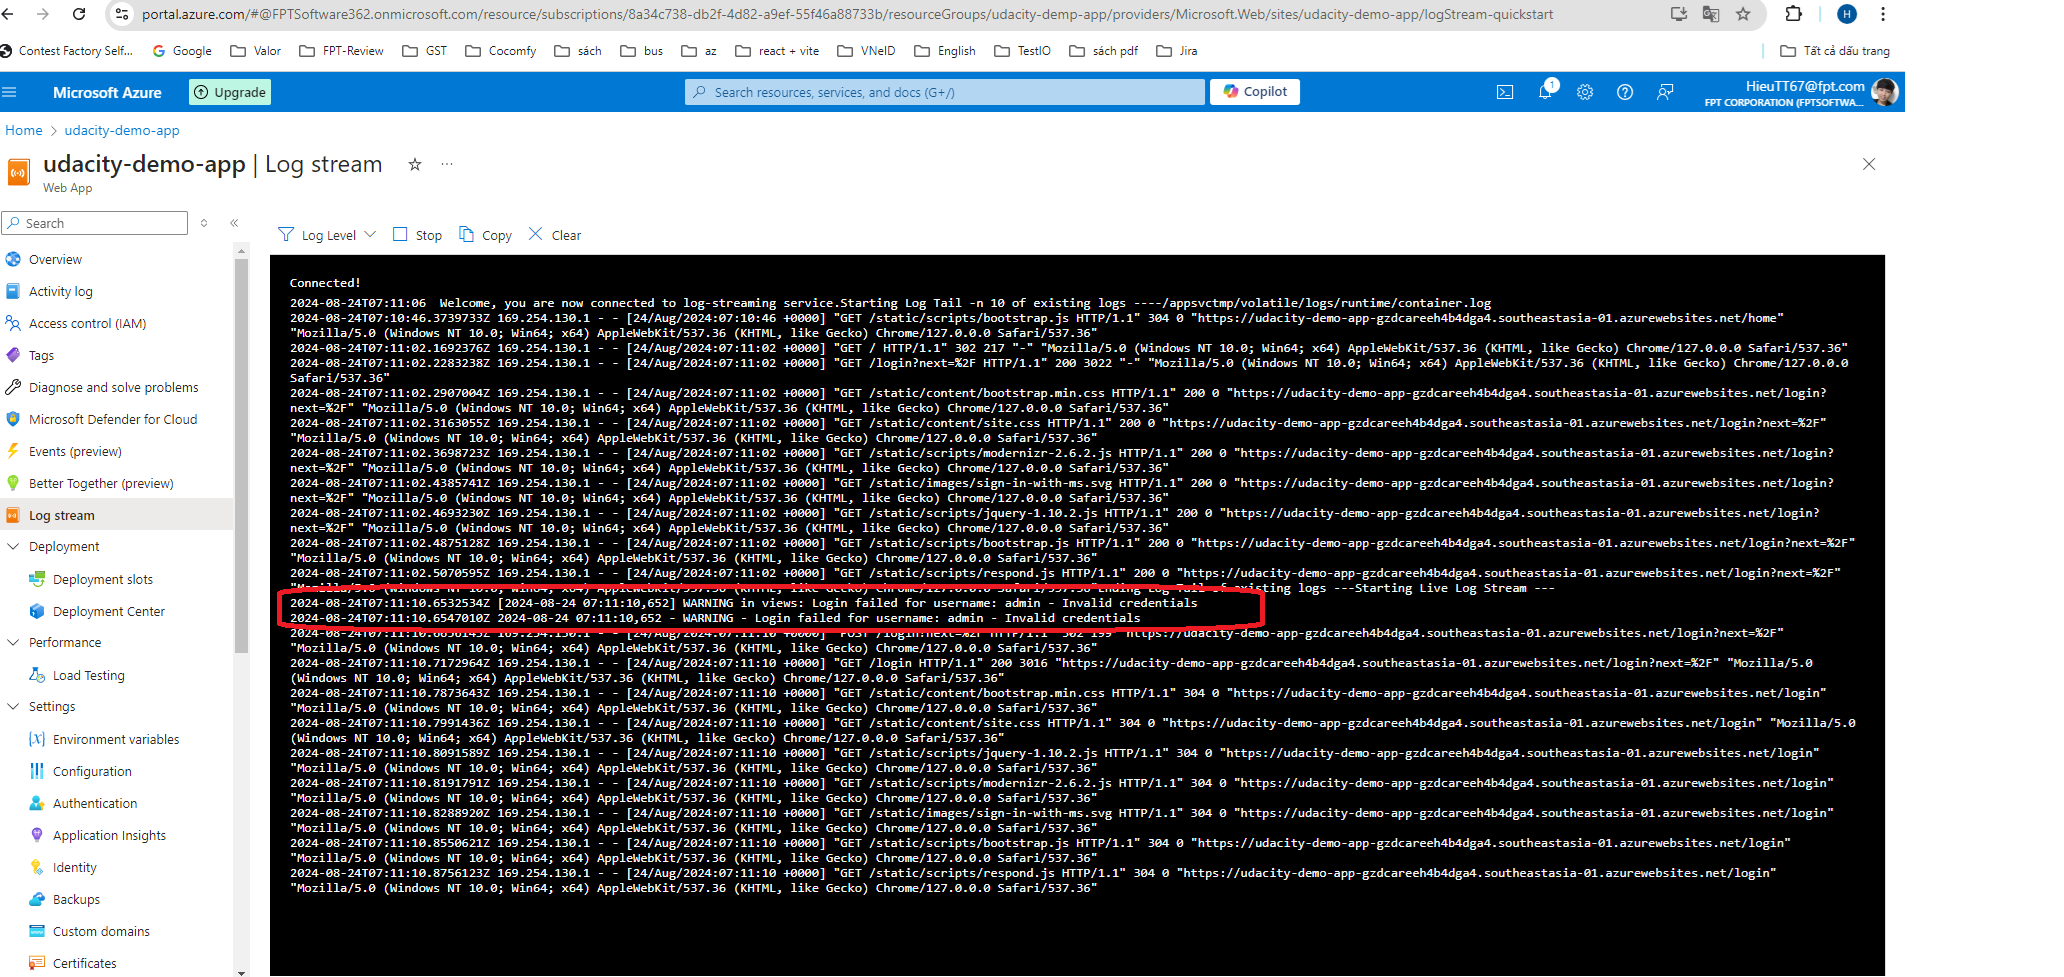 portal.azure.com/#@FPTSoftware362.onmicrosoft.com/resource/subscriptions/8a34c738-db2f-4d82-a9ef-55f46a88733b/resourceGroups/udacity-demp-app/providers/Microsoft.Web/sites/udacity-demo-app/logStream-quickstart
H
Contest Factory Self... Google Valor FPT-Review GST Cocomfy sách bus az react + vite VNeID English TestIO sách pdf Jira Tất cả dấu trang
Microsoft Azure Upgrade Search resources, services, and docs (G+/) Copilot 1 HieuTT67@fpt.com
FPT CORPORATION (FPTSOFTWA...
Home > udacity-demo-app
udacity-demo-app | Log stream
Web App
Search
Overview
Activity log
Access control (IAM)
Tags
Diagnose and solve problems
Microsoft Defender for Cloud
Events (preview)
Better Together (preview)
Log stream
Deployment
Deployment slots
Deployment Center
Performance
Load Testing
Settings
Environment variables
Configuration
Authentication
Application Insights
Identity
Backups
Custom domains
Certificates
Log Level Stop Copy Clear
Connected!
2024-08-24T07:11:06 Welcome, you are now connected to log-streaming service.Starting Log Tail -n 10 of existing logs ----/appsvctmp/volatile/logs/runtime/container.log
2024-08-24T07:10:46.3739733Z 169.254.130.1 - - [24/Aug/2024:07:10:46 +0000] "GET /static/scripts/bootstrap.js HTTP/1.1" 304 0 "https://udacity-demo-app-gzdcareeh4b4dga4.southeastasia-01.azurewebsites.net/home"
"Mozilla/5.0 (Windows NT 10.0; Win64; x64) AppleWebKit/537.36 (KHTML, like Gecko) Chrome/127.0.0.0 Safari/537.36"
2024-08-24T07:11:02.1692376Z 169.254.130.1 - - [24/Aug/2024:07:11:02 +0000] "GET / HTTP/1.1" 302 217 "-" "Mozilla/5.0 (Windows NT 10.0; Win64; x64) AppleWebKit/537.36 (KHTML, like Gecko) Chrome/127.0.0.0 Safari/537.36"
2024-08-24T07:11:02.2283238Z 169.254.130.1 - - [24/Aug/2024:07:11:02 +0000] "GET /login?next=%2F HTTP/1.1" 200 3022 "-" "Mozilla/5.0 (Windows NT 10.0; Win64; x64) AppleWebKit/537.36 (KHTML, like Gecko) Chrome/127.0.0.0
Safari/537.36"
2024-08-24T07:11:02.2907004Z 169.254.130.1 - - [24/Aug/2024:07:11:02 +0000] "GET /static/content/bootstrap.min.css HTTP/1.1" 200 0 "https://udacity-demo-app-gzdcareeh4b4dga4.southeastasia-01.azurewebsites.net/login?
next=%2F" "Mozilla/5.0 (Windows NT 10.0; Win64; x64) AppleWebKit/537.36 (KHTML, like Gecko) Chrome/127.0.0.0 Safari/537.36"
2024-08-24T07:11:02.3163055Z 169.254.130.1 - - [24/Aug/2024:07:11:02 +0000] "GET /static/content/site.css HTTP/1.1" 200 0 "https://udacity-demo-app-gzdcareeh4b4dga4.southeastasia-01.azurewebsites.net/login?next=%2F"
"Mozilla/5.0 (Windows NT 10.0; Win64; x64) AppleWebKit/537.36 (KHTML, like Gecko) Chrome/127.0.0.0 Safari/537.36"
2024-08-24T07:11:02.3698723Z 169.254.130.1 - - [24/Aug/2024:07:11:02 +0000] "GET /static/scripts/modernizr-2.6.2.js HTTP/1.1" 200 0 "https://udacity-demo-app-gzdcareeh4b4dga4.southeastasia-01.azurewebsites.net/login?
next=%2F" "Mozilla/5.0 (Windows NT 10.0; Win64; x64) AppleWebKit/537.36 (KHTML, like Gecko) Chrome/127.0.0.0 Safari/537.36"
2024-08-24T07:11:02.4385741Z 169.254.130.1 - - [24/Aug/2024:07:11:02 +0000] "GET /static/images/sign-in-with-ms.svg HTTP/1.1" 200 0 "https://udacity-demo-app-gzdcareeh4b4dga4.southeastasia-01.azurewebsites.net/login?
next=%2F" "Mozilla/5.0 (Windows NT 10.0; Win64; x64) AppleWebKit/537.36 (KHTML, like Gecko) Chrome/127.0.0.0 Safari/537.36"
2024-08-24T07:11:02.4693230Z 169.254.130.1 - - [24/Aug/2024:07:11:02 +0000] "GET /static/scripts/jquery-1.10.2.js HTTP/1.1" 200 0 "https://udacity-demo-app-gzdcareeh4b4dga4.southeastasia-01.azurewebsites.net/login?
next=%2F" "Mozilla/5.0 (Windows NT 10.0; Win64; x64) AppleWebKit/537.36 (KHTML, like Gecko) Chrome/127.0.0.0 Safari/537.36"
2024-08-24T07:11:02.4875128Z 169.254.130.1 - - [24/Aug/2024:07:11:02 +0000] "GET /static/scripts/bootstrap.js HTTP/1.1" 200 0 "https://udacity-demo-app-gzdcareeh4b4dga4.southeastasia-01.azurewebsites.net/login?next=%2F"
"Mozilla/5.0 (Windows NT 10.0; Win64; x64) AppleWebKit/537.36 (KHTML, like Gecko) Chrome/127.0.0.0 Safari/537.36"
2024-08-24T07:11:02.5070595Z 169.254.130.1 - - [24/Aug/2024:07:11:02 +0000] "GET /static/scripts/respond.js HTTP/1.1" 200 0 "https://udacity-demo-app-gzdcareeh4b4dga4.southeastasia-01.azurewebsites.net/login?next=%2F"
"Mozilla/5.0 (Windows NT 10.0; Win64; x64) AppleWebKit/537.36 (KHTML, like Gecko) Chrome/127.0.0.0 Safari/537.36"Ending Log Tail of existing logs ---Starting Live Log Stream ---
2024-08-24T07:11:10.6532534Z [2024-08-24 07:11:10,652] WARNING in views: Login failed for username: admin - Invalid credentials
2024-08-24T07:11:10.6547010Z 2024-08-24 07:11:10,652 - WARNING - Login failed for username: admin - Invalid credentials
169.254.130.1 - - [24/Aug/2024:07:11:10 +0000] "POST /login?next=%2F HTTP/1.1" 302 199 "https://udacity-demo-app-gzdcareeh4b4dga4.southeastasia-01.azurewebsites.net/login?next=%2F"
"Mozilla/5.0 (Windows NT 10.0; Win64; x64) AppleWebKit/537.36 (KHTML, like Gecko) Chrome/127.0.0.0 Safari/537.36"
2024-08-24T07:11:10.7172964Z 169.254.130.1 - - [24/Aug/2024:07:11:10 +0000] "GET /login HTTP/1.1" 200 3016 "https://udacity-demo-app-gzdcareeh4b4dga4.southeastasia-01.azurewebsites.net/login?next=%2F" "Mozilla/5.0
(Windows NT 10.0; Win64; x64) AppleWebKit/537.36 (KHTML, like Gecko) Chrome/127.0.0.0 Safari/537.36"
2024-08-24T07:11:10.7873643Z 169.254.130.1 - - [24/Aug/2024:07:11:10 +0000] "GET /static/content/bootstrap.min.css HTTP/1.1" 304 0 "https://udacity-demo-app-gzdcareeh4b4dga4.southeastasia-01.azurewebsites.net/login"
"Mozilla/5.0 (Windows NT 10.0; Win64; x64) AppleWebKit/537.36 (KHTML, like Gecko) Chrome/127.0.0.0 Safari/537.36"
2024-08-24T07:11:10.7991436Z 169.254.130.1 - - [24/Aug/2024:07:11:10 +0000] "GET /static/content/site.css HTTP/1.1" 304 0 "https://udacity-demo-app-gzdcareeh4b4dga4.southeastasia-01.azurewebsites.net/login" "Mozilla/5.0
(Windows NT 10.0; Win64; x64) AppleWebKit/537.36 (KHTML, like Gecko) Chrome/127.0.0.0 Safari/537.36"
2024-08-24T07:11:10.8091589Z 169.254.130.1 - - [24/Aug/2024:07:11:10 +0000] "GET /static/scripts/jquery-1.10.2.js HTTP/1.1" 304 0 "https://udacity-demo-app-gzdcareeh4b4dga4.southeastasia-01.azurewebsites.net/login"
"Mozilla/5.0 (Windows NT 10.0; Win64; x64) AppleWebKit/537.36 (KHTML, like Gecko) Chrome/127.0.0.0 Safari/537.36"
2024-08-24T07:11:10.8191791Z 169.254.130.1 - - [24/Aug/2024:07:11:10 +0000] "GET /static/scripts/modernizr-2.6.2.js HTTP/1.1" 304 0 "https://udacity-demo-app-gzdcareeh4b4dga4.southeastasia-01.azurewebsites.net/login"
"Mozilla/5.0 (Windows NT 10.0; Win64; x64) AppleWebKit/537.36 (KHTML, like Gecko) Chrome/127.0.0.0 Safari/537.36"
2024-08-24T07:11:10.8288920Z 169.254.130.1 - - [24/Aug/2024:07:11:10 +0000] "GET /static/images/sign-in-with-ms.svg HTTP/1.1" 304 0 "https://udacity-demo-app-gzdcareeh4b4dga4.southeastasia-01.azurewebsites.net/login"
"Mozilla/5.0 (Windows NT 10.0; Win64; x64) AppleWebKit/537.36 (KHTML, like Gecko) Chrome/127.0.0.0 Safari/537.36"
2024-08-24T07:11:10.8550621Z 169.254.130.1 - - [24/Aug/2024:07:11:10 +0000] "GET /static/scripts/bootstrap.js HTTP/1.1" 304 0 "https://udacity-demo-app-gzdcareeh4b4dga4.southeastasia-01.azurewebsites.net/login"
"Mozilla/5.0 (Windows NT 10.0; Win64; x64) AppleWebKit/537.36 (KHTML, like Gecko) Chrome/127.0.0.0 Safari/537.36"
2024-08-24T07:11:10.8756123Z 169.254.130.1 - - [24/Aug/2024:07:11:10 +0000] "GET /static/scripts/respond.js HTTP/1.1" 304 0 "https://udacity-demo-app-gzdcareeh4b4dga4.southeastasia-01.azurewebsites.net/login"
"Mozilla/5.0 (Windows NT 10.0; Win64; x64) AppleWebKit/537.36 (KHTML, like Gecko) Chrome/127.0.0.0 Safari/537.36"